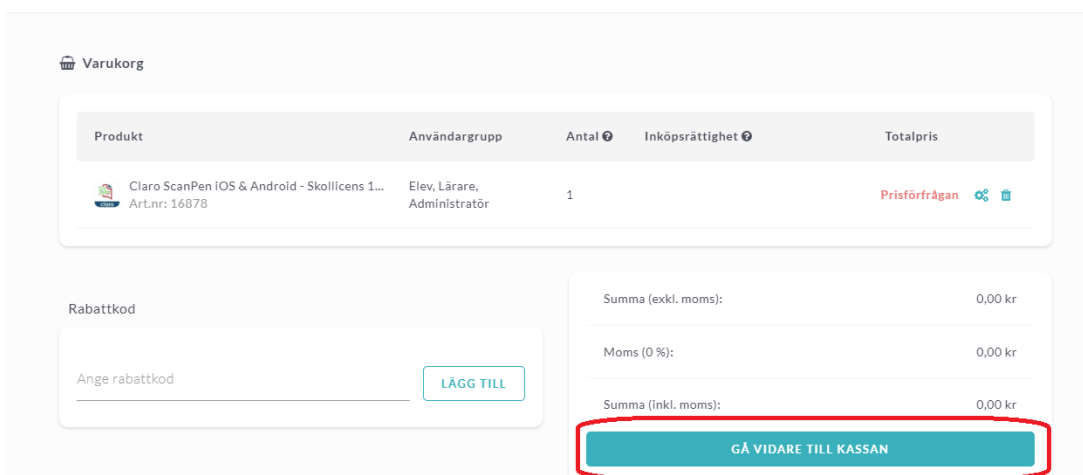 Varukorg
Produkt Användargrupp Antal Inköpsrättighet Totalpris
Claro ScanPen iOS & Android - Skollicens 1... Elev, Lärare,
Art.nr: 16878 Administratör 1 Prisförfrågan
Rabattkod
Ange rabattkod LÄGG TILL
Summa (exkl. moms): 0,00 kr
Moms (0 %): 0,00 kr
Summa (inkl. moms): 0,00 kr
GÅ VIDARE TILL KASSAN